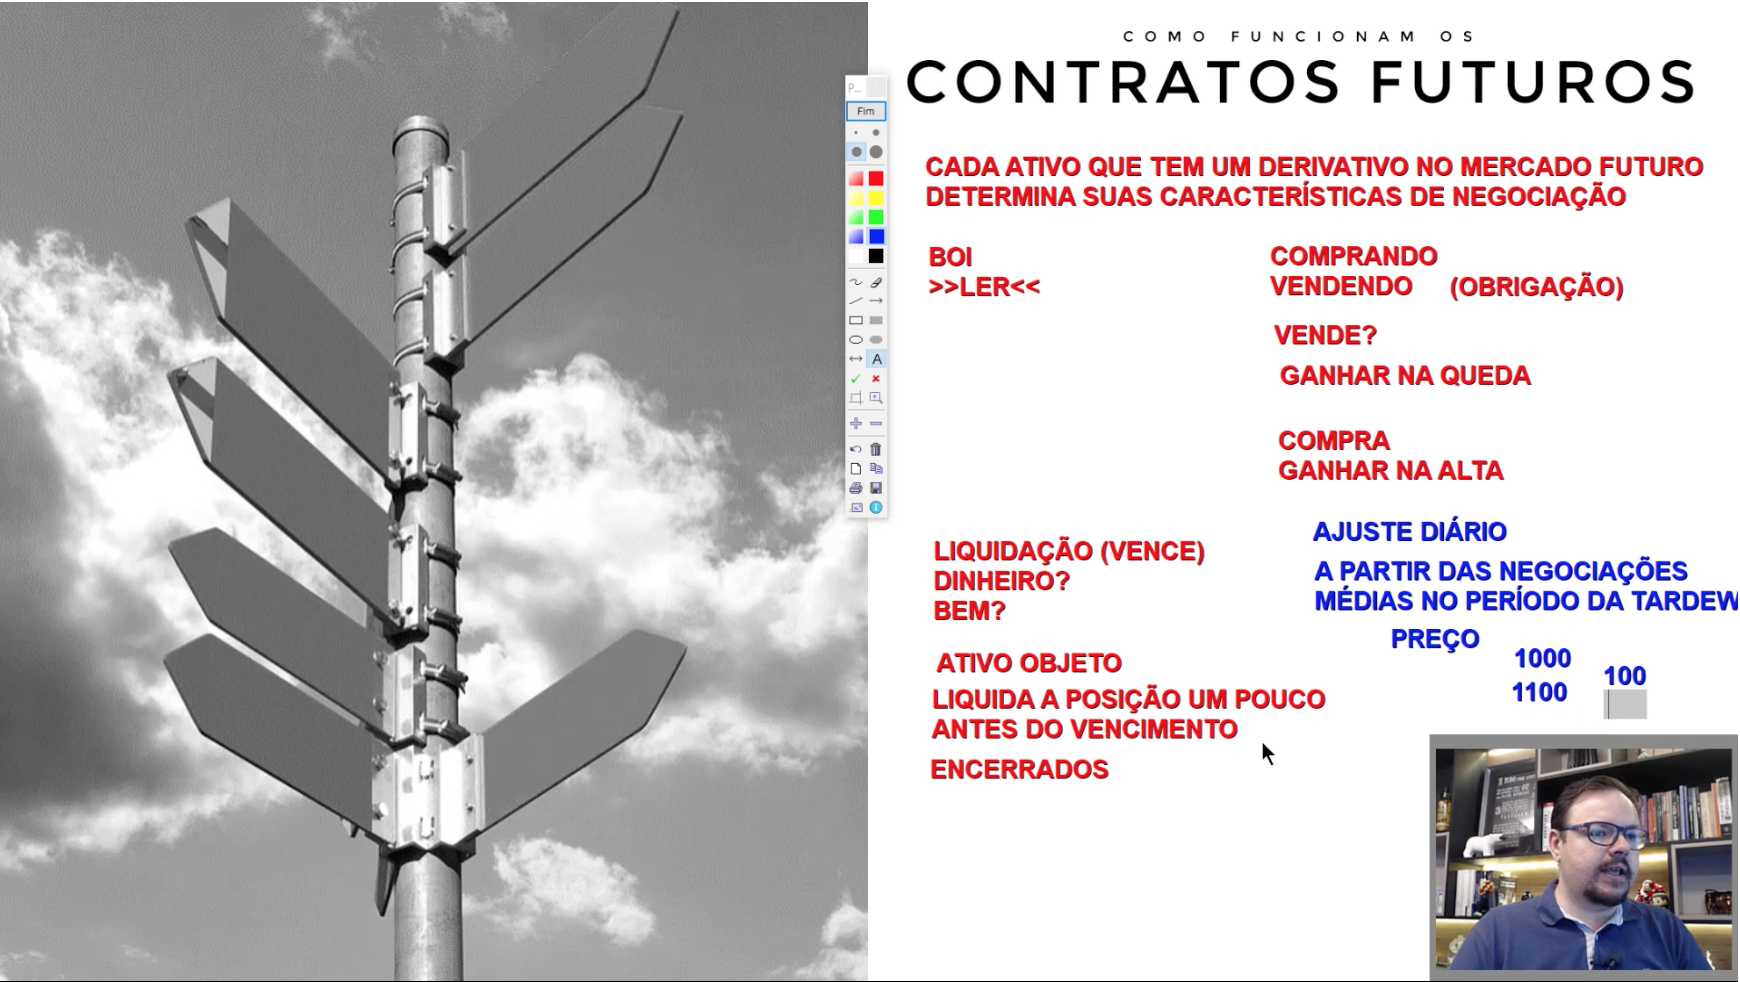 COMO FUNCIONAM OS
CONTRATOS FUTUROS
P...
Fim
A
CADA ATIVO QUE TEM UM DERIVATIVO NO MERCADO FUTURO
DETERMINA SUAS CARACTERÍSTICAS DE NEGOCIAÇÃO
BOI
>>LER<<
COMPRANDO
VENDENDO (OBRIGAÇÃO)
VENDE?
GANHAR NA QUEDA
COMPRA
GANHAR NA ALTA
LIQUIDAÇÃO (VENCE)
DINHEIRO?
BEM?
ATIVO OBJETO
LIQUIDA A POSIÇÃO UM POUCO
ANTES DO VENCIMENTO
ENCERRADOS
AJUSTE DIÁRIO
A PARTIR DAS NEGOCIAÇÕES
MÉDIAS NO PERÍODO DA TARDEW
PREÇO
1000
100
1100